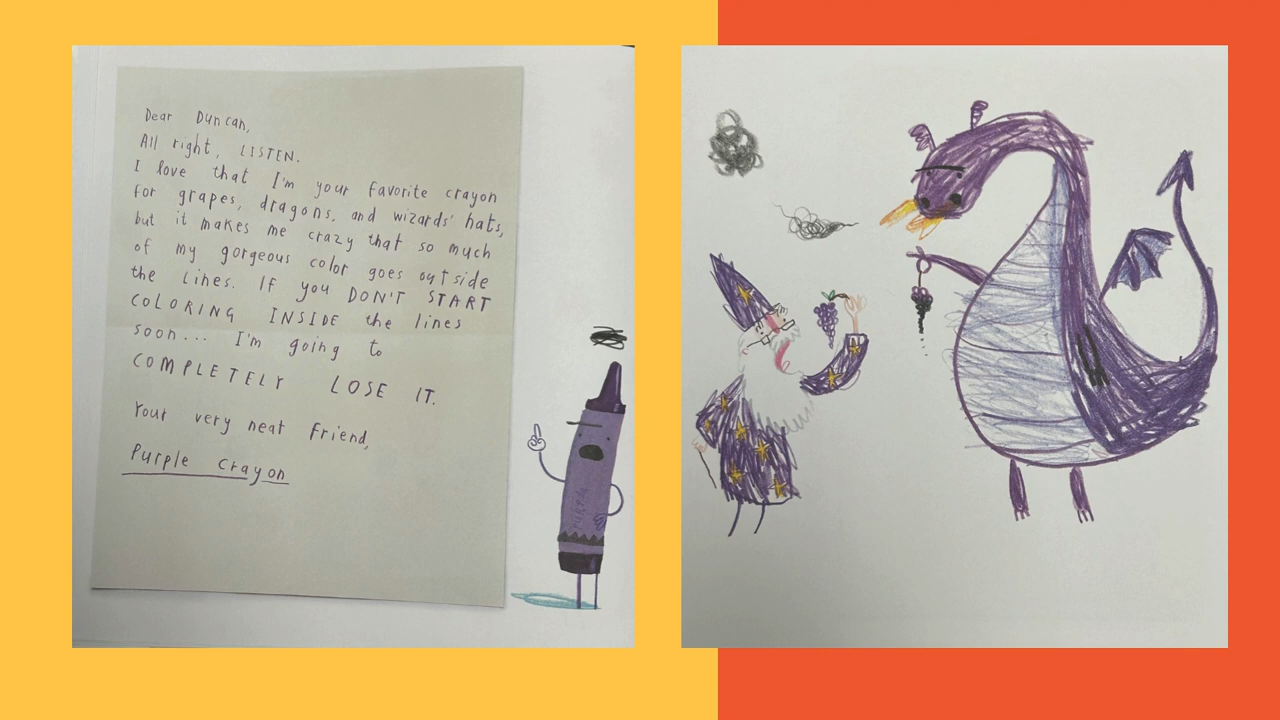 Dear Duncan,
All right, LISTEN.
I love that I'm your favorite crayon
for grapes, dragons, and wizards' hats,
but it makes me crazy that so much
of my gorgeous color goes outside
the lines. If you DON'T START
COLORING INSIDE the lines
soon... I'm going to
COMPLETELY LOSE IT.
Your very neat friend,
Purple Crayon
PURPLE